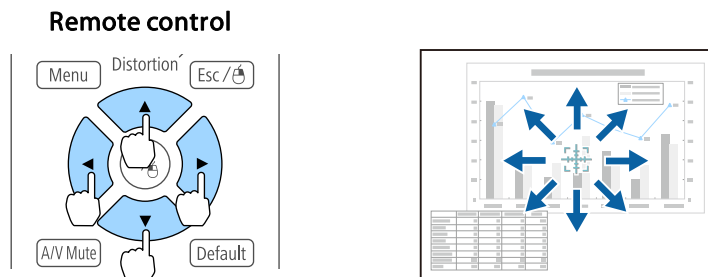 Remote control
Distortion
Menu
Esc/
A/V Mute
Default